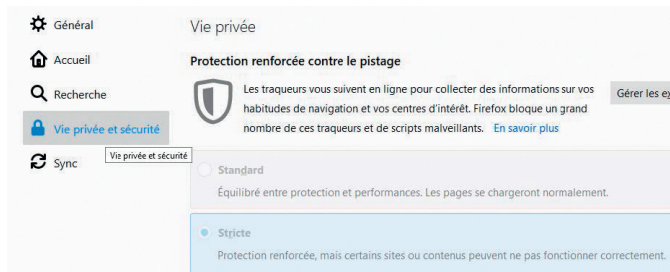 Général
Accueil
Recherche
Vie privée et sécurité
Vie privée et sécurité
Sync
Vie privée
Protection renforcée contre le pistage
Les traqueurs vous suivent en ligne pour collecter des informations sur vos
habitudes de navigation et vos centres d'intérêt. Firefox bloque un grand
nombre de ces traqueurs et de scripts malveillants. En savoir plus
Gérer les
Standard
Équilibré entre protection et performances. Les pages se chargeront normalement.
Stricte
Protection renforcée, mais certains sites ou contenus peuvent ne pas fonctionner correctement.